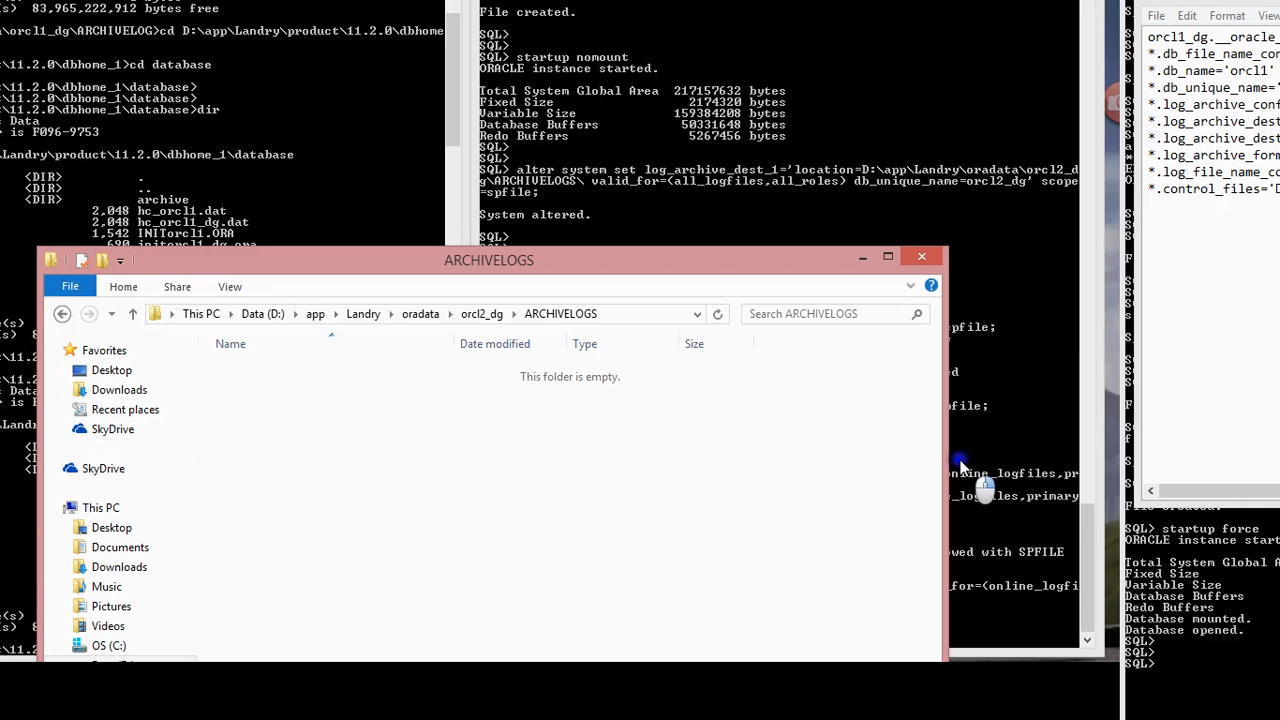 83,965,222,912 bytes free
a\orcl1_dg\ARCHIVELOG>cd D:\app\Landry\product\11.2.0\dbhome
\11.2.0\dbhome_1>cd database
\11.2.0\dbhome_1\database>
\11.2.0\dbhome_1\database>
\11.2.0\dbhome_1\database>dir
 Data
r is F096-9753
Landry\product\11.2.0\dbhome_1\database
<DIR> .
<DIR> ..
<DIR> archive
2,048 hc_orcl1.dat
2,048 hc_orcl1_dg.dat
1,542 INITorcl1.ORA
690 initorcl1_dg.ora
File created.
SQL>
SQL>
SQL> startup nomount
ORACLE instance started.
Total System Global Area 217157632 bytes
Fixed Size 2174320 bytes
Variable Size 159384208 bytes
Database Buffers 50331648 bytes
Redo Buffers 5267456 bytes
SQL>
SQL>
SQL> alter system set log_archive_dest_1='location=D:\app\Landry\oradata\orcl2_d
g\ARCHIVELOGS\ valid_for=(all_logfiles,all_roles) db_unique_name=orcl2_dg' scope
=spfile;
System altered.
SQL>
File Edit Format View
orcl1_dg.__oracle_
*.db_file_name_con
*.db_name='orcl1'
*.db_unique_name='
*.log_archive_conf
*.log_archive_dest
*.log_archive_dest
*.log_archive_form
*.log_file_name_co
*.control_files='D
ARCHIVELOGS
File Home Share View
This PC Data (D:) app Landry oradata orcl2_dg ARCHIVELOGS
Search ARCHIVELOGS
Name Date modified Type Size
This folder is empty.
Favorites
Desktop
Downloads
Recent places
SkyDrive
SkyDrive
This PC
Desktop
Documents
Downloads
Music
Pictures
Videos
OS (C:)
pfile;
ed
file;
online_logfiles,pr
primary
owed with SPFILE
_for=(online_logfi
SQL> startup force
ORACLE instance start
Total System Global A
Fixed Size
Variable Size
Database Buffers
Redo Buffers
Database mounted.
Database opened.
SQL>
SQL>
SQL>